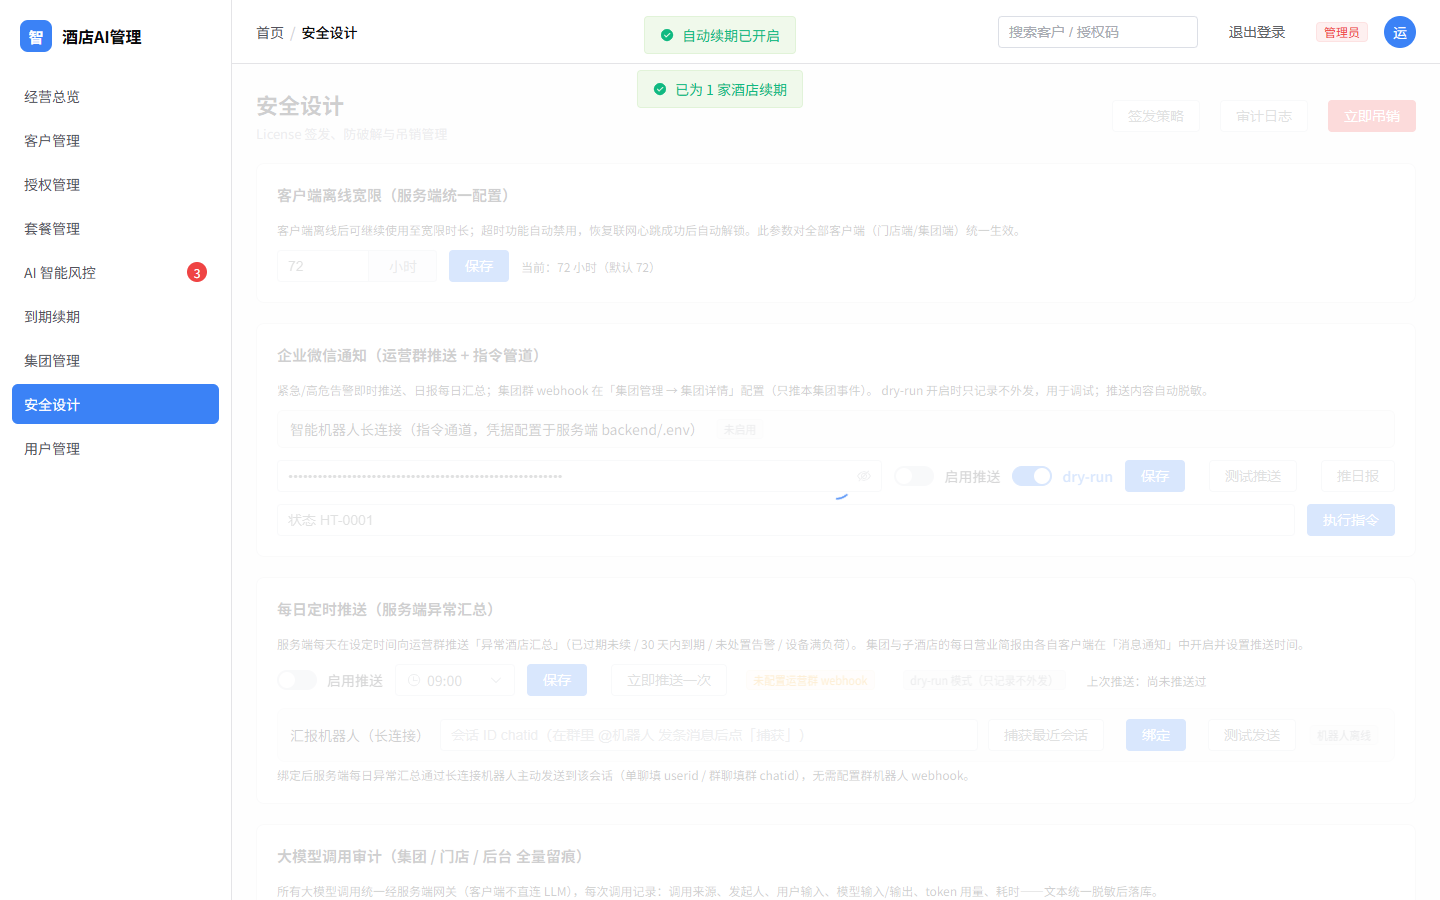 智 酒店AI管理
经营总览
客户管理
授权管理
套餐管理
AI 智能风控 3
到期续期
集团管理
安全设计
用户管理
首页 / 安全设计
自动续期已开启
已为 1 家酒店续期
搜索客户 / 授权码
退出登录
管理员
运
安全设计
License 签发、防破解与吊销管理
签发策略
审计日志
立即吊销
客户端离线宽限（服务端统一配置）
客户端离线后可继续使用至宽限时长；超时功能自动禁用，恢复联网心跳成功后自动解锁。此参数对全部客户端（门店端/集团端）统一生效。
72 小时 保存 当前：72 小时（默认 72）
企业微信通知（运营群推送 + 指令管道）
紧急/高危告警即时推送、日报每日汇总；集团群 webhook 在「集团管理 → 集团详情」配置（只推本集团事件）。 dry-run 开启时只记录不外发，用于调试；推送内容自动脱敏。
智能机器人长连接（指令通道，凭据配置于服务端 backend/.env） 未启用
启用推送 dry-run 保存 测试推送 推日报
状态 HT-0001 执行指令
每日定时推送（服务端异常汇总）
服务端每天在设定时间向运营群推送「异常酒店汇总」（已过期未续 / 30 天内到期 / 未处置告警 / 设备满负荷）。 集团与子酒店的每日营业简报由各自客户端在「消息通知」中开启并设置推送时间。
启用推送 09:00 保存 立即推送一次 未配置运营群 webhook dry-run 模式（只记录不外发） 上次推送：尚未推送过
汇报机器人（长连接） 会话 ID chatid（在群里 @机器人 发条消息后点「捕获」） 捕获最近会话 绑定 测试发送 机器人离线
绑定后服务端每日异常汇总通过长连接机器人主动发送到该会话（单聊填 userid / 群聊填群 chatid），无需配置群机器人 webhook。
大模型调用审计（集团 / 门店 / 后台 全量留痕）
所有大模型调用统一经服务端网关（客户端不直连 LLM），每次调用记录：调用来源、发起人、用户输入、模型输入/输出、token 用量、耗时——文本统一脱敏后落库。